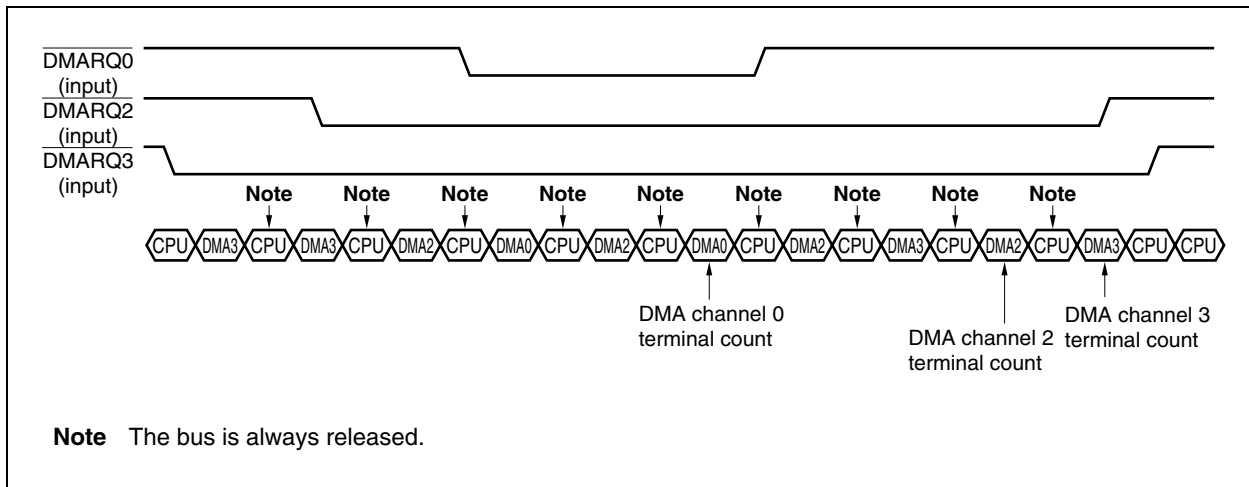 DMARQ0
(input)
DMARQ2
(input)
DMARQ3
(input)
Note Note Note Note Note Note Note Note Note
CPU DMA3 CPU DMA3 CPU DMA2 CPU DMA0 CPU DMA2 CPU DMA0 CPU DMA2 CPU DMA3 CPU DMA2 CPU DMA3 CPU CPU
DMA channel 0
terminal count
DMA channel 2
terminal count
DMA channel 3
terminal count
Note The bus is always released.